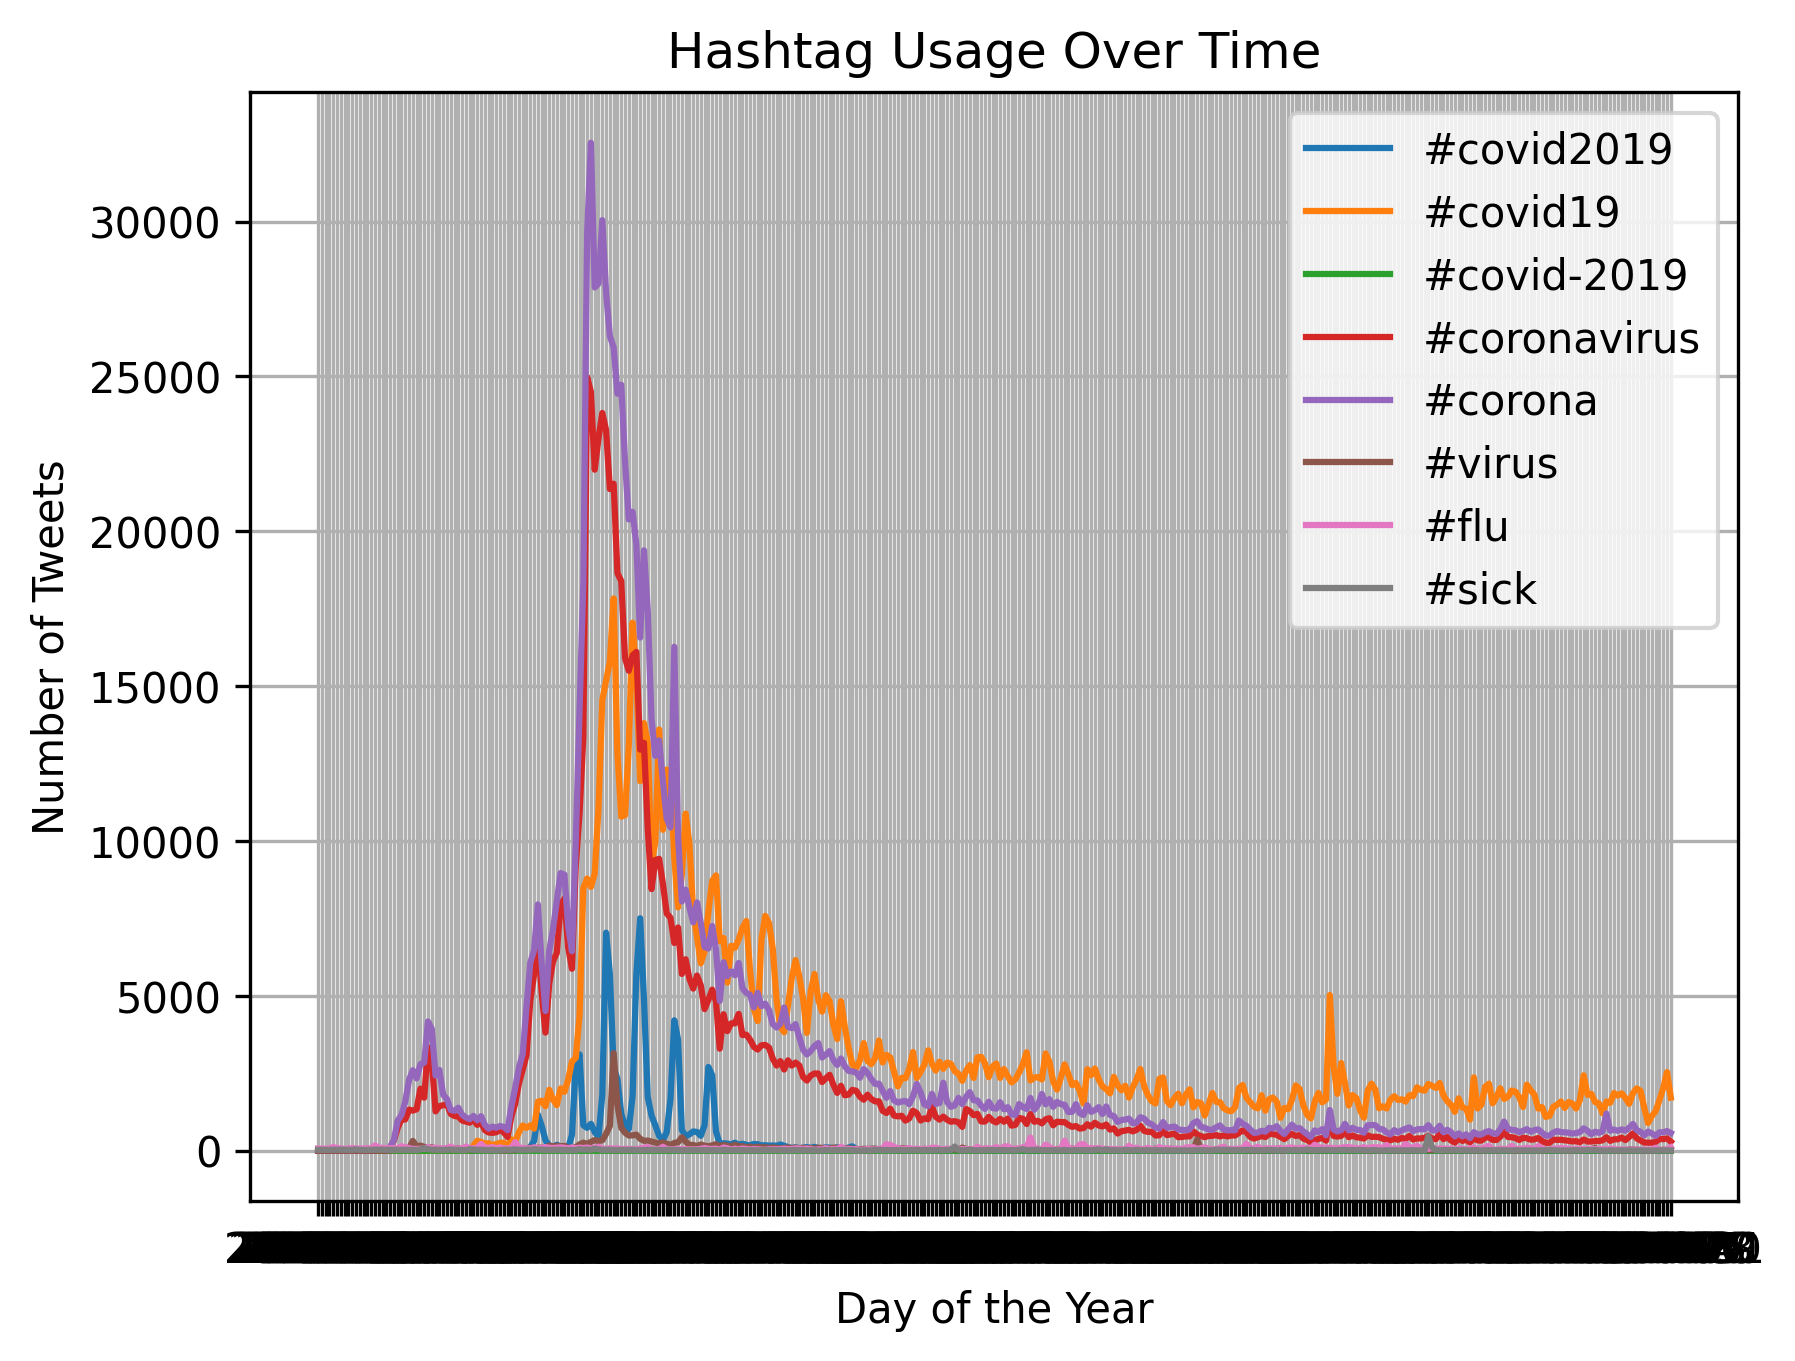 Hashtag Usage Over Time
#covid2019
#covid19
#covid-2019
#coronavirus
#corona
#virus
#flu
#sick
30000
25000
20000
15000
10000
5000
0
Number of Tweets
Day of the Year